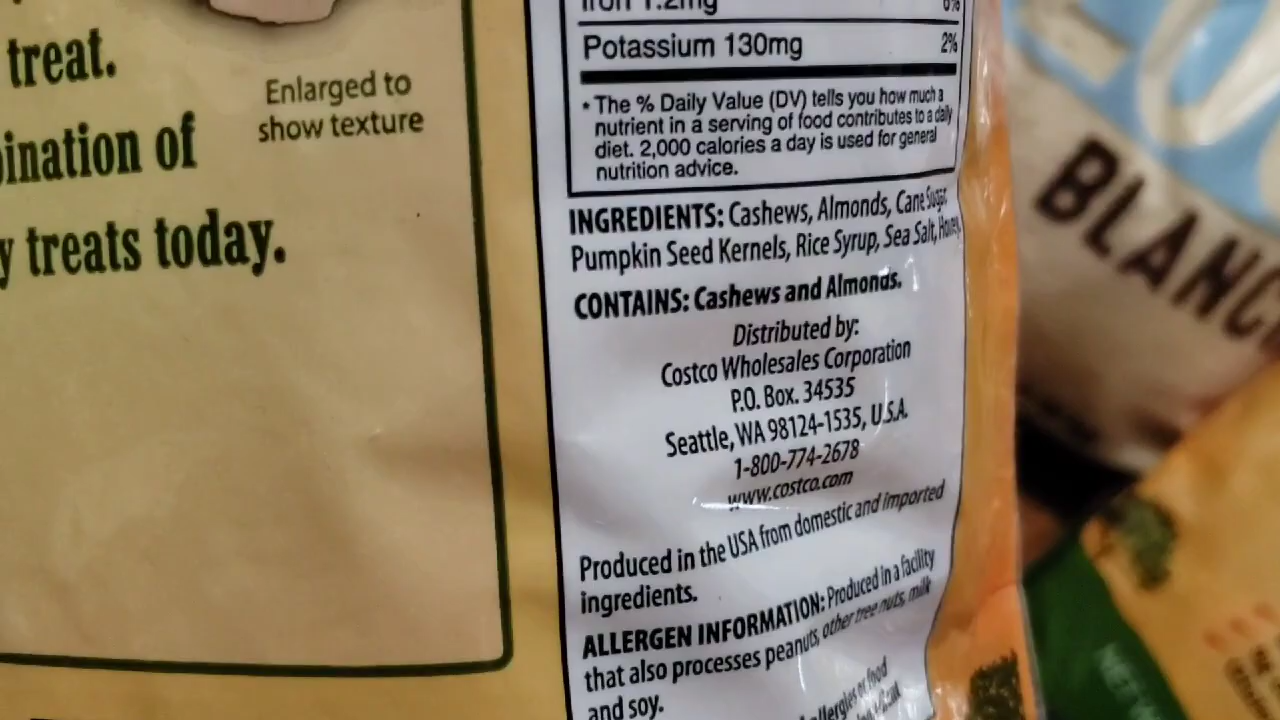 treat.
ination of
y treats today.
Enlarged to
show texture
Iron 1.2mg 6%
Potassium 130mg 2%
* The % Daily Value (DV) tells you how much a
nutrient in a serving of food contributes to a daily
diet. 2,000 calories a day is used for general
nutrition advice.
INGREDIENTS: Cashews, Almonds, Cane Sugar,
Pumpkin Seed Kernels, Rice Syrup, Sea Salt, Honey.
CONTAINS: Cashews and Almonds.
Distributed by:
Costco Wholesales Corporation
P.O. Box. 34535
Seattle, WA 98124-1535, U.S.A.
1-800-774-2678
www.costco.com
Produced in the USA from domestic and imported
ingredients.
ALLERGEN INFORMATION: Produced in a facility
that also processes peanuts, other tree nuts, milk
and soy.
allergies or food
BLANC